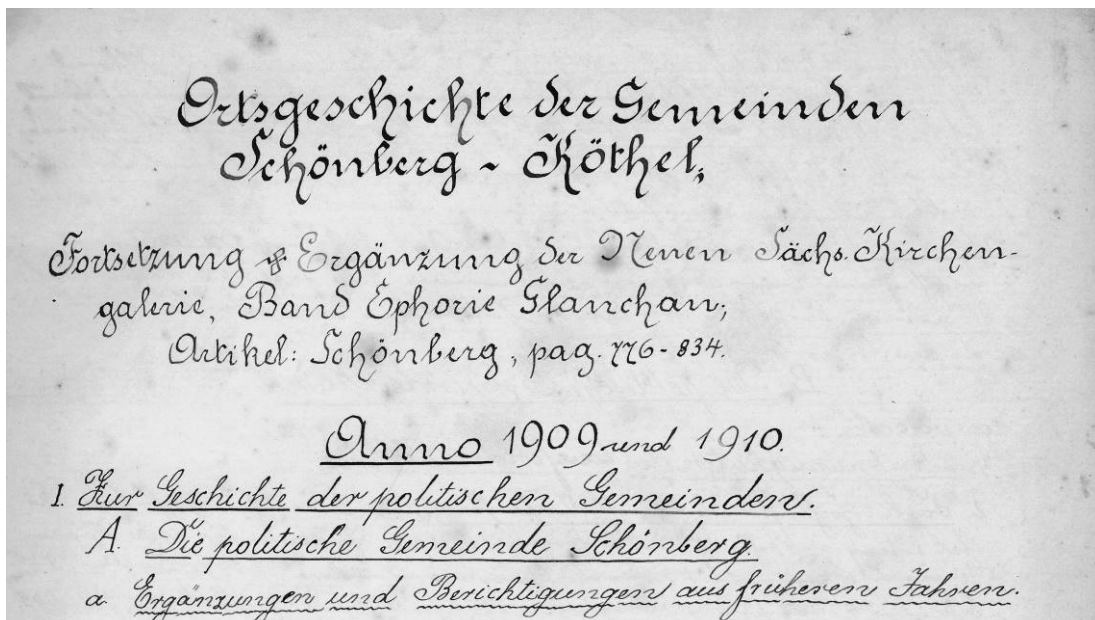 Ortsgeschichte der Gemeinden
Schönberg - Köthel;
Fortsetzung & Ergänzung der Neuen Sächs. Kirchen-
galerie, Band Ephorie Glauchau;
Artikel: Schönberg, pag. 776-834.
Anno 1909 und 1910.
1. Zur Geschichte der politischen Gemeinden.
A. Die politische Gemeinde Schönberg.
a. Ergänzungen und Berichtigungen aus früheren Jahren.